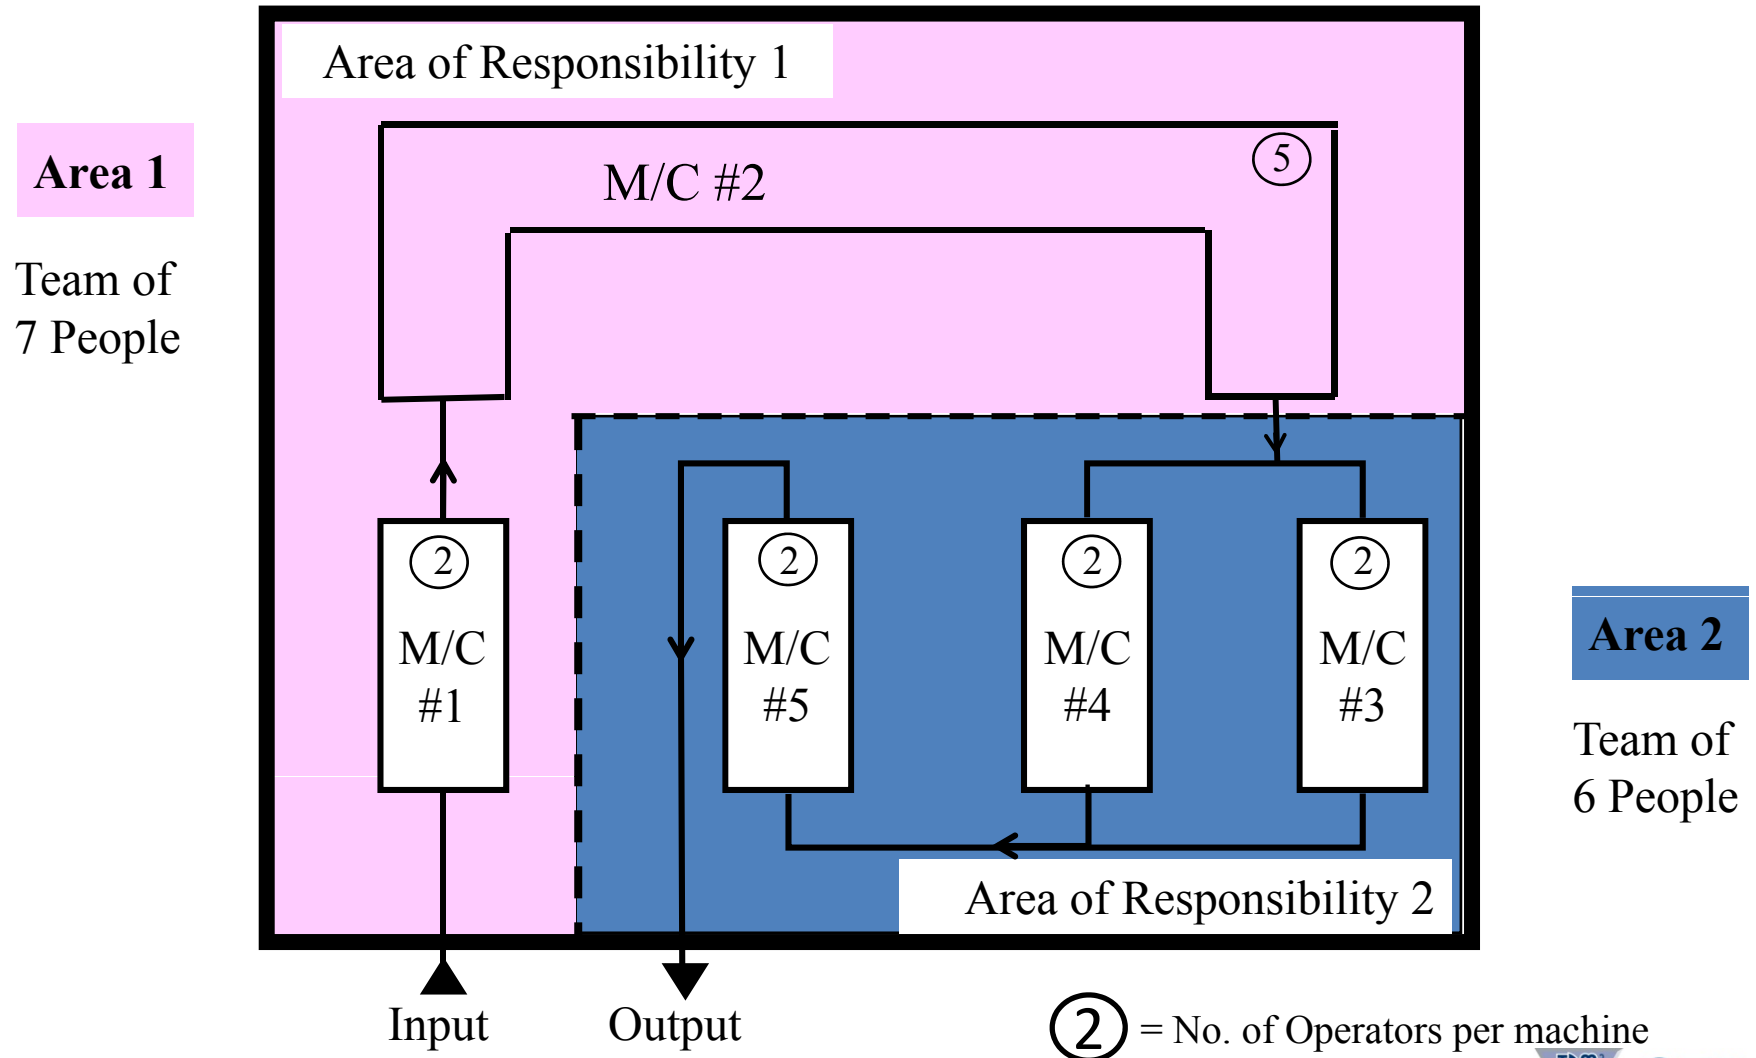 Area of Responsibility 1
Area 1
Team of
7 People
5
M/C #2
2
M/C
#1
2
M/C
#5
2
M/C
#4
2
M/C
#3
Area 2
Team of
6 People
Area of Responsibility 2
Input
Output
2 = No. of Operators per machine